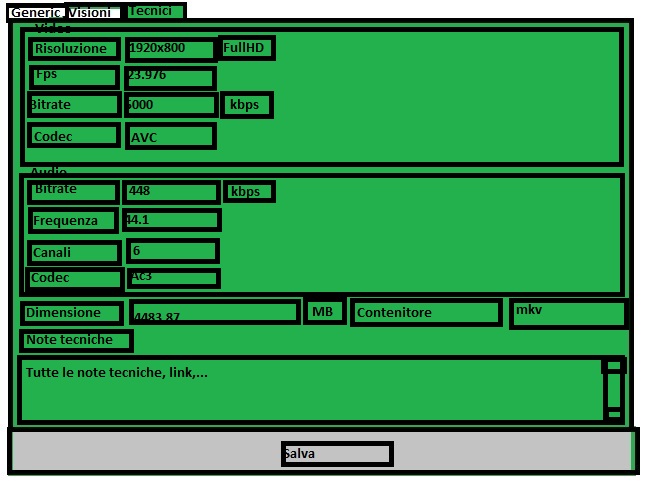 Generic Visioni Tecnici
Video
Risoluzione 1920x800 FullHD
Fps 23.976
Bitrate 6000 kbps
Codec AVC
Audio
Bitrate 448 kbps
Frequenza 44.1
Canali 6
Codec Ac3
Dimensione 4483.87 MB Contenitore mkv
Note tecniche
Tutte le note tecniche, link,...
Salva